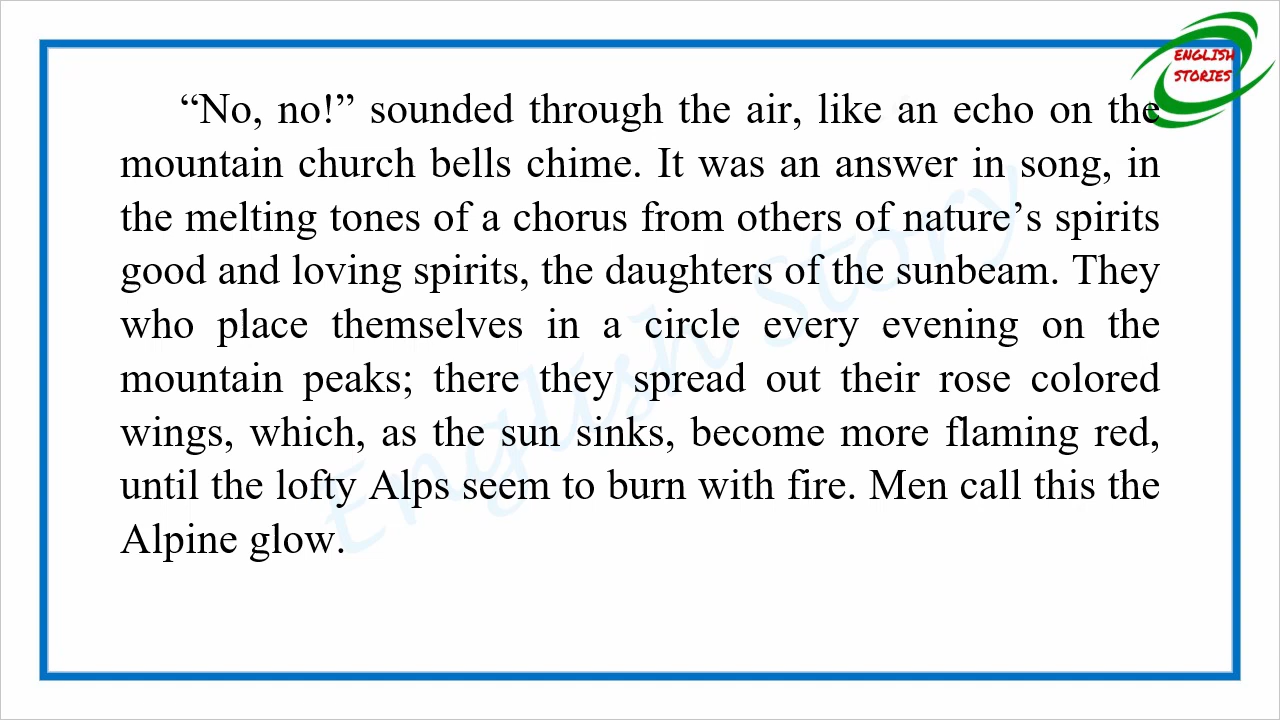 ENGLISH
STORIES
“No, no!” sounded through the air, like an echo on the
mountain church bells chime. It was an answer in song, in
the melting tones of a chorus from others of nature’s spirits
good and loving spirits, the daughters of the sunbeam. They
who place themselves in a circle every evening on the
mountain peaks; there they spread out their rose colored
wings, which, as the sun sinks, become more flaming red,
until the lofty Alps seem to burn with fire. Men call this the
Alpine glow.
English Story